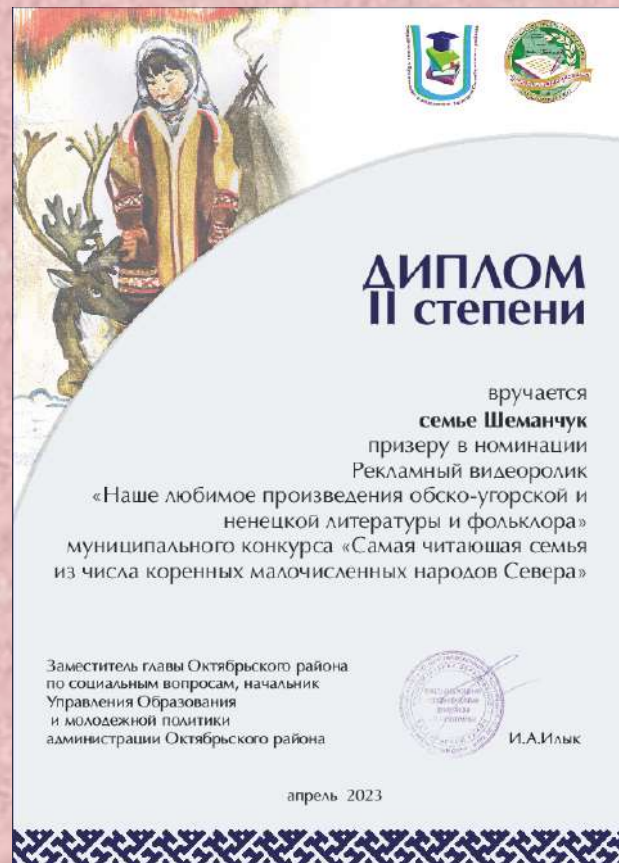 ДИПЛОМ
II степени
вручается
семье Шеманчук
призеру в номинации
Рекламный видеоролик
«Наше любимое произведения обско-угорской и
ненецкой литературы и фольклора»
муниципального конкурса «Самая читающая семья
из числа коренных малочисленных народов Севера»
Заместитель главы Октябрьского района
по социальным вопросам, начальник
Управления Образования
и молодежной политики
администрации Октябрьского района
И.А.Илык
апрель 2023